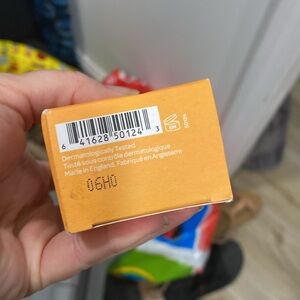 6 41628 50124 3
Dermatologically Tested
Testé sous contrôle dermatologique
Made in England. Fabriqué en Angleterre
06H0